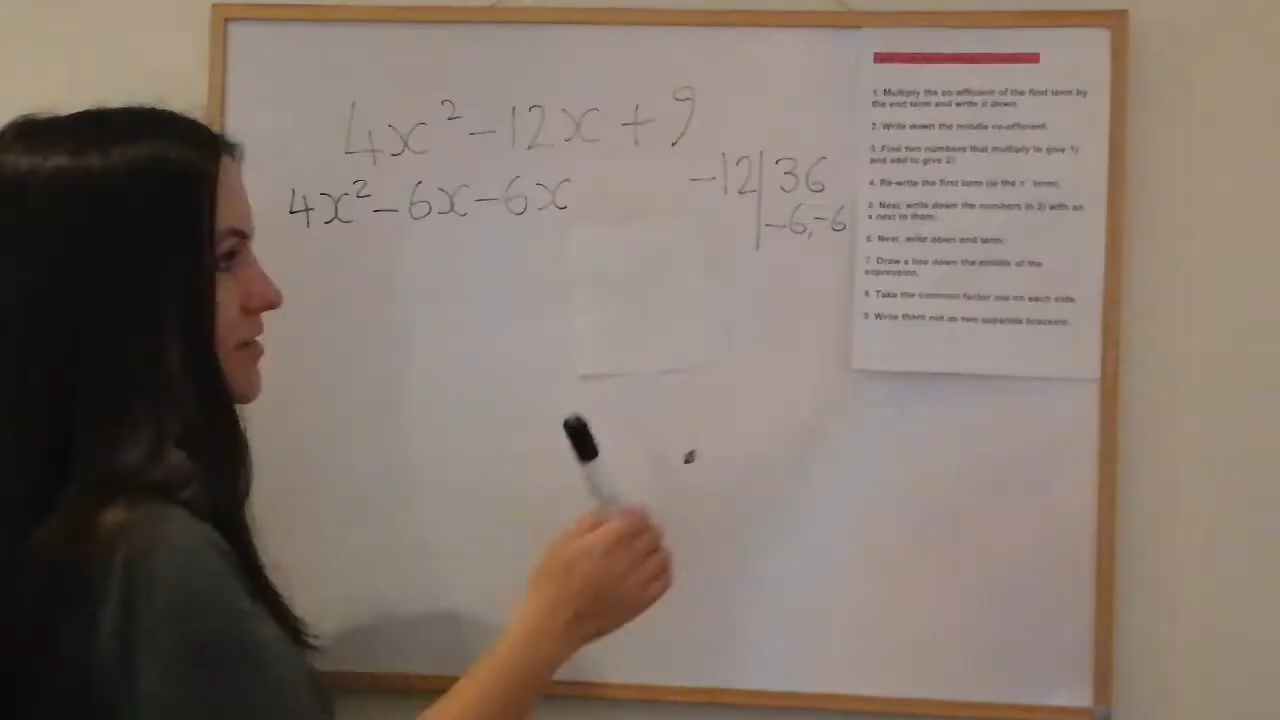 4x² - 12x + 9
4x² - 6x - 6x
-12 | 36
-6, -6
1. Multiply the co-efficient of the first term by
the end term and write it down.
2. Write down the middle co-efficient.
3. Find two numbers that multiply to give 1)
and add to give 2)
4. Re-write the first term (ie the x² term).
5. Next, write down the numbers in 3) with an
x next to them.
6. Next, write down end term.
7. Draw a line down the middle of the
expression.
8. Take the common factor out on each side.
9. Write them out as two separate brackets.